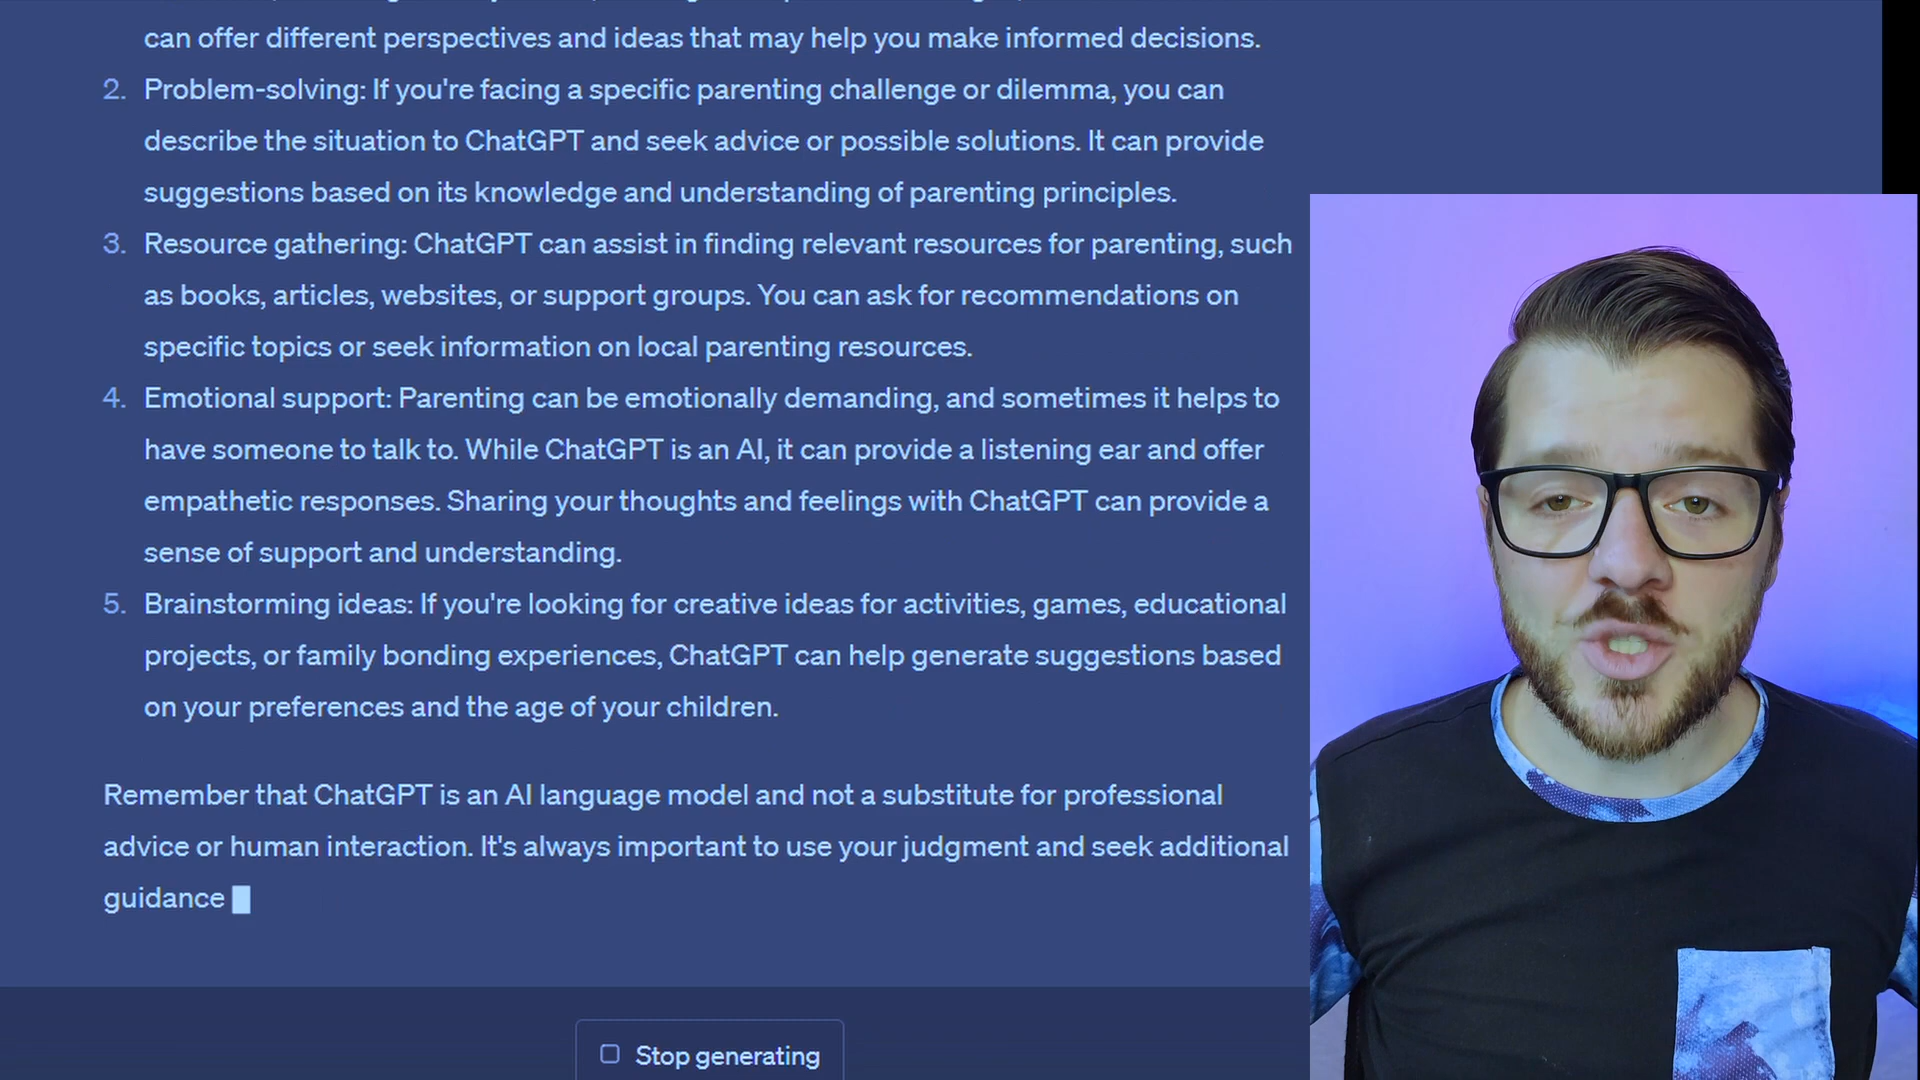 can offer different perspectives and ideas that may help you make informed decisions.
2. Problem-solving: If you're facing a specific parenting challenge or dilemma, you can
describe the situation to ChatGPT and seek advice or possible solutions. It can provide
suggestions based on its knowledge and understanding of parenting principles.
3. Resource gathering: ChatGPT can assist in finding relevant resources for parenting, such
as books, articles, websites, or support groups. You can ask for recommendations on
specific topics or seek information on local parenting resources.
4. Emotional support: Parenting can be emotionally demanding, and sometimes it helps to
have someone to talk to. While ChatGPT is an AI, it can provide a listening ear and offer
empathetic responses. Sharing your thoughts and feelings with ChatGPT can provide a
sense of support and understanding.
5. Brainstorming ideas: If you're looking for creative ideas for activities, games, educational
projects, or family bonding experiences, ChatGPT can help generate suggestions based
on your preferences and the age of your children.
Remember that ChatGPT is an AI language model and not a substitute for professional
advice or human interaction. It's always important to use your judgment and seek additional
guidance
Stop generating